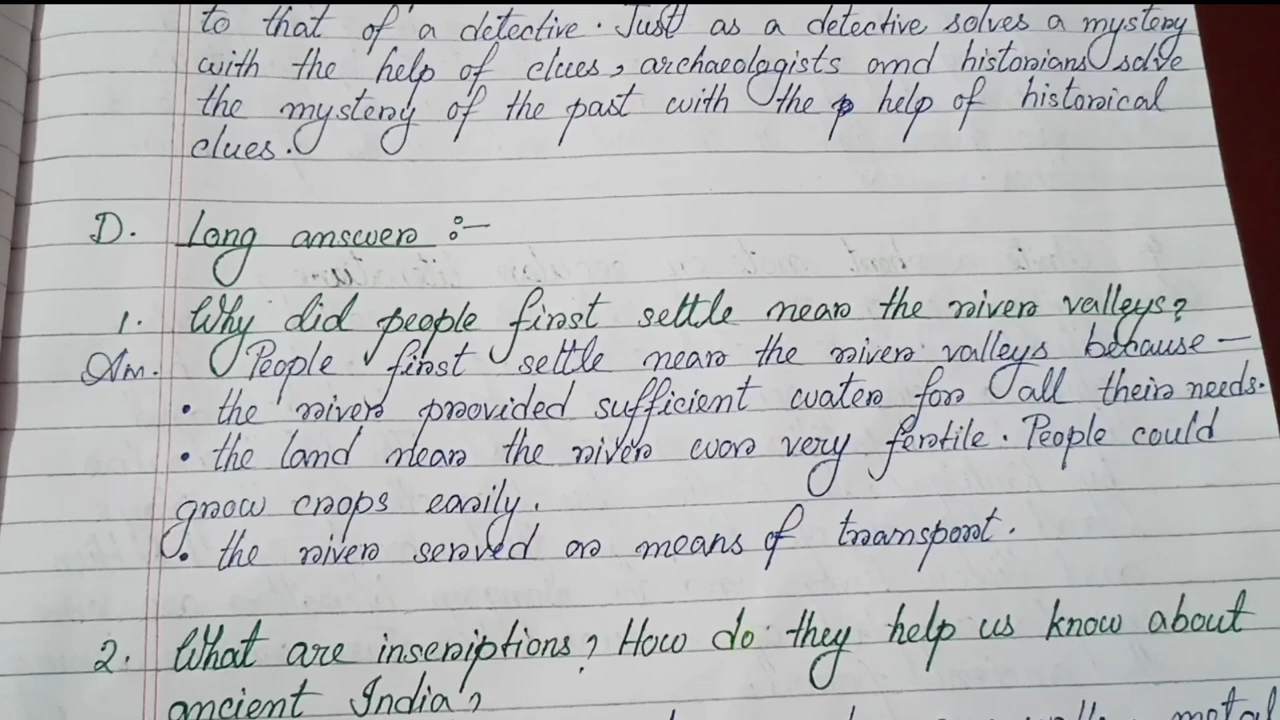 to that of a detective. Just as a detective solves a mystery
with the help of clues, archaeologists and historians solve
the mystery of the past with the help of historical
clues.
D. Long answer :-
1. Why did people first settle near the river valleys?
Ans. People first settle near the river valleys because —
• the river provided sufficient water for all their needs.
• the land near the river was very fertile. People could
grow crops easily.
• the river served as means of transport.
2. What are inscriptions? How do they help us know about
ancient India?
metal